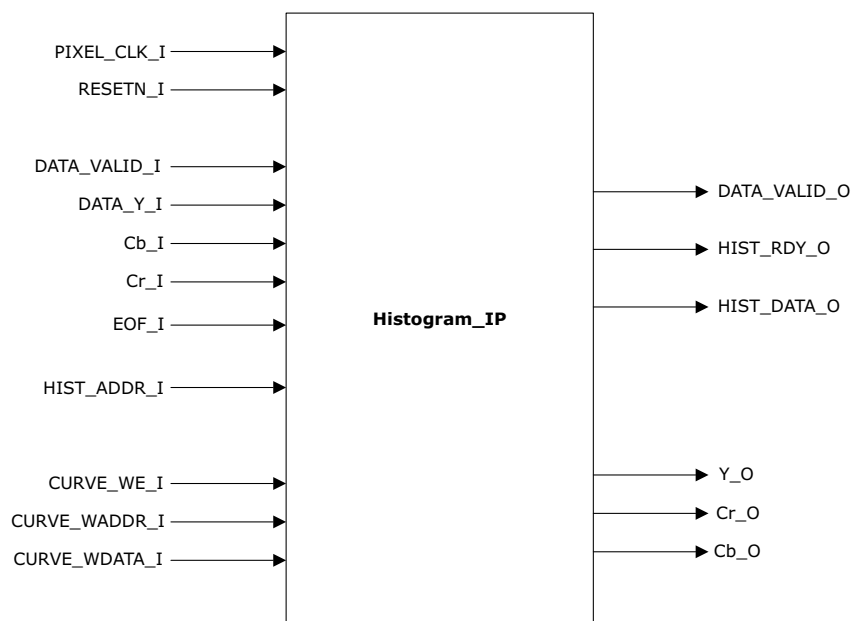 PIXEL_CLK_I
RESETN_I
DATA_VALID_I
DATA_Y_I
Cb_I
Cr_I
EOF_I
HIST_ADDR_I
CURVE_WE_I
CURVE_WADDR_I
CURVE_WDATA_I
Histogram_IP
DATA_VALID_O
HIST_RDY_O
HIST_DATA_O
Y_O
Cr_O
Cb_O